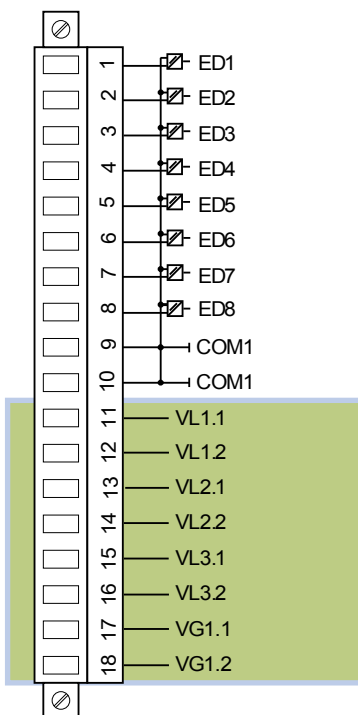 1 ED1
2 ED2
3 ED3
4 ED4
5 ED5
6 ED6
7 ED7
8 ED8
9 COM1
10 COM1
11 VL1.1
12 VL1.2
13 VL2.1
14 VL2.2
15 VL3.1
16 VL3.2
17 VG1.1
18 VG1.2